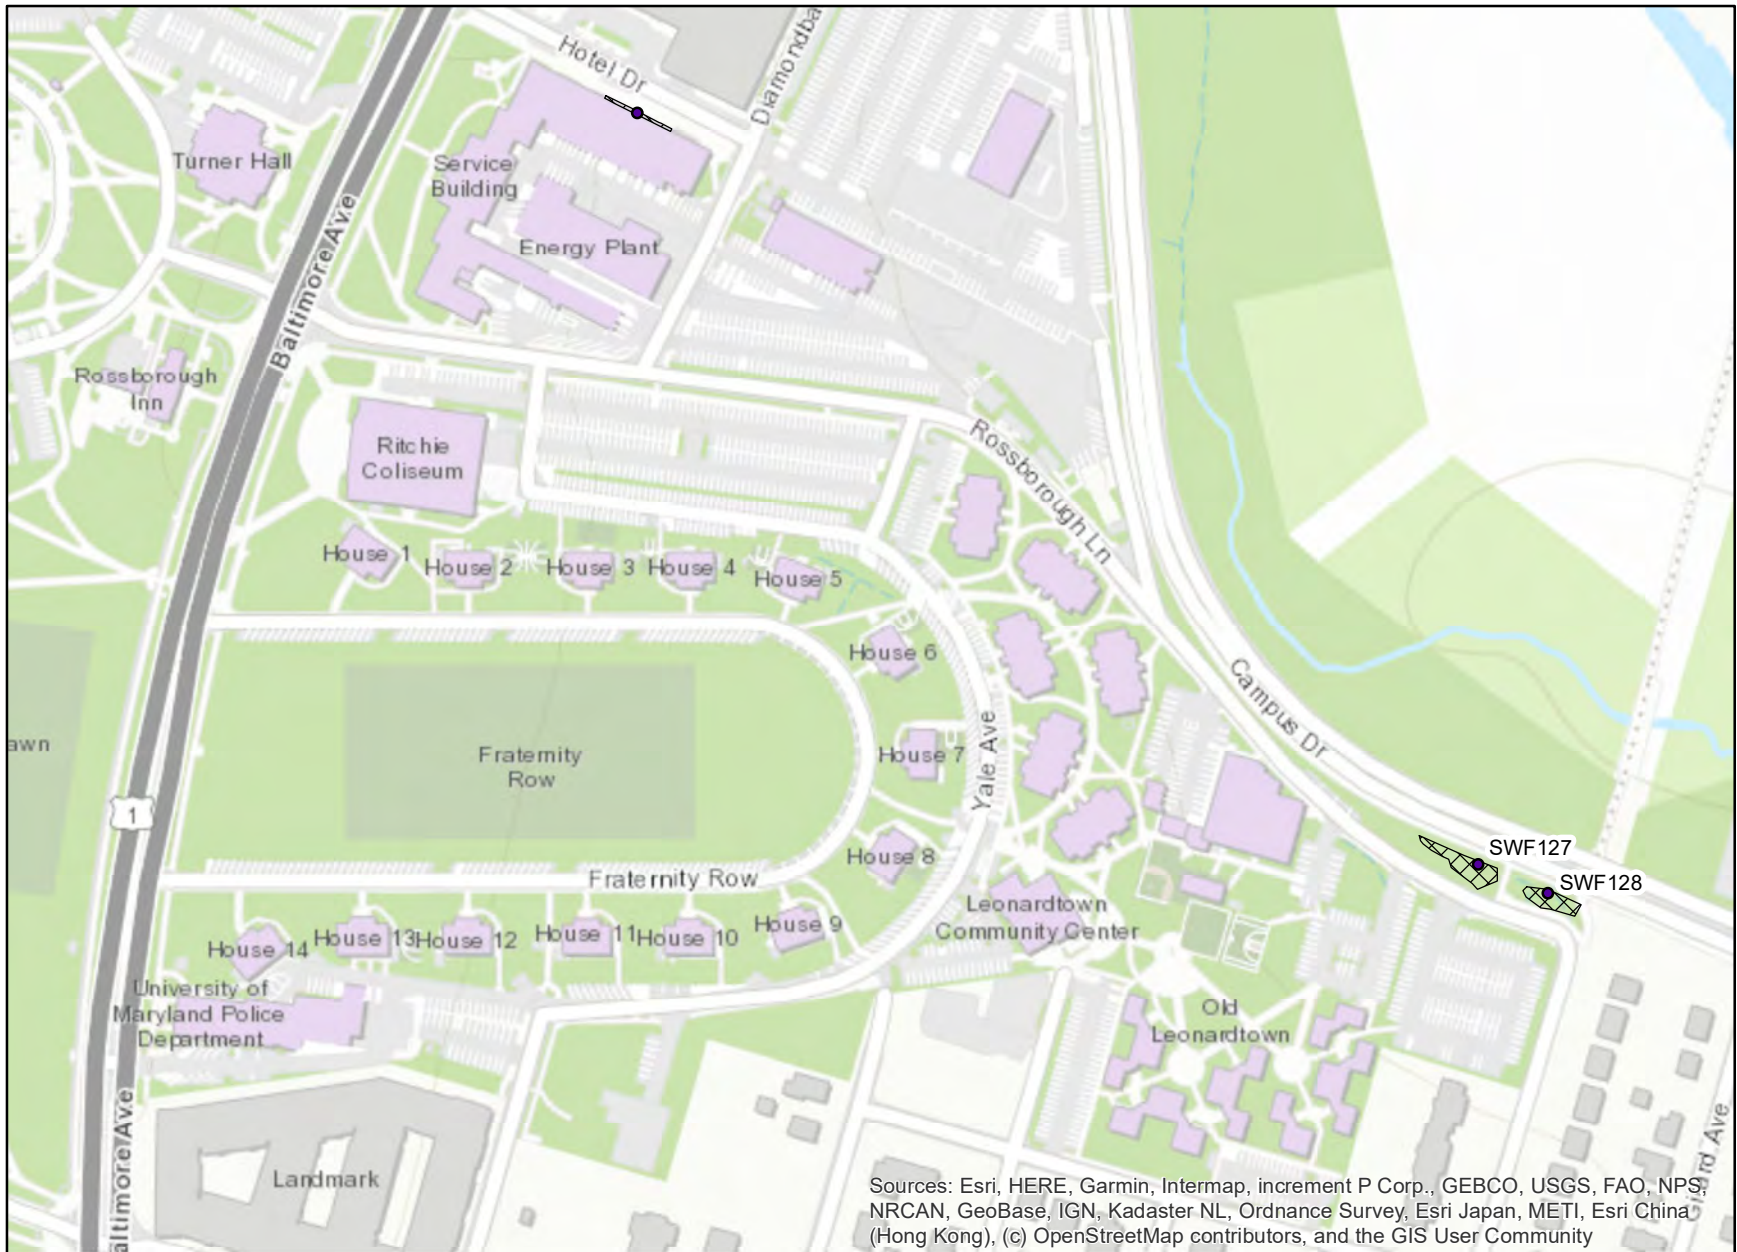 Hotel Dr
Turner Hall
Service
Building
Energy Plant
Baltimore Ave
Rossborough
Inn
Ritchie
Coliseum
Rossborough Ln
House 1
House 2
House 3
House 4
House 5
House 6
Campus Dr
Fraternity
Row
House 7
Yale Ave
1
House 8
SWF127
SWF128
Fraternity Row
Leonardtown
Community Center
House 9
House 10
House 11
House 12
House 13
House 14
University of
Maryland Police
Department
Old
Leonardtown
Landmark
Sources: Esri, HERE, Garmin, Intermap, increment P Corp., GEBCO, USGS, FAO, NPS,
NRCAN, GeoBase, IGN, Kadaster NL, Ordnance Survey, Esri Japan, METI, Esri China
(Hong Kong), (c) OpenStreetMap contributors, and the GIS User Community
Diamondba
awn
altimore Ave